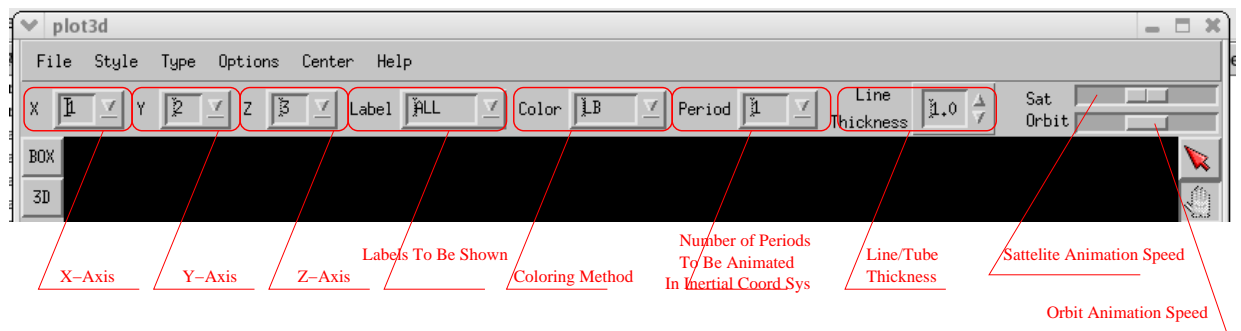 plot3d
File Style Type Options Center Help
X 1 Y 2 Z 3 Label ALL Color LB Period 1 Line Thickness 1.0 Sat Orbit
BOX
3D
X-Axis
Y-Axis
Z-Axis
Labels To Be Shown
Coloring Method
Number of Periods
To Be Animated
In Inertial Coord Sys
Line/Tube
Thickness
Sattelite Animation Speed
Orbit Animation Speed